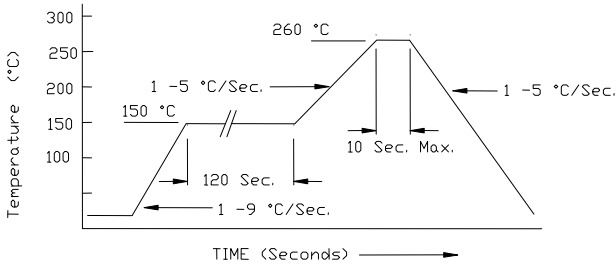 300
260 °C
250
200
1 -5 °C/Sec.
1 -5 °C/Sec.
150 °C
150
100
10 Sec. Max.
120 Sec.
1 -9 °C/Sec.
Temperature (°C)
TIME (Seconds)